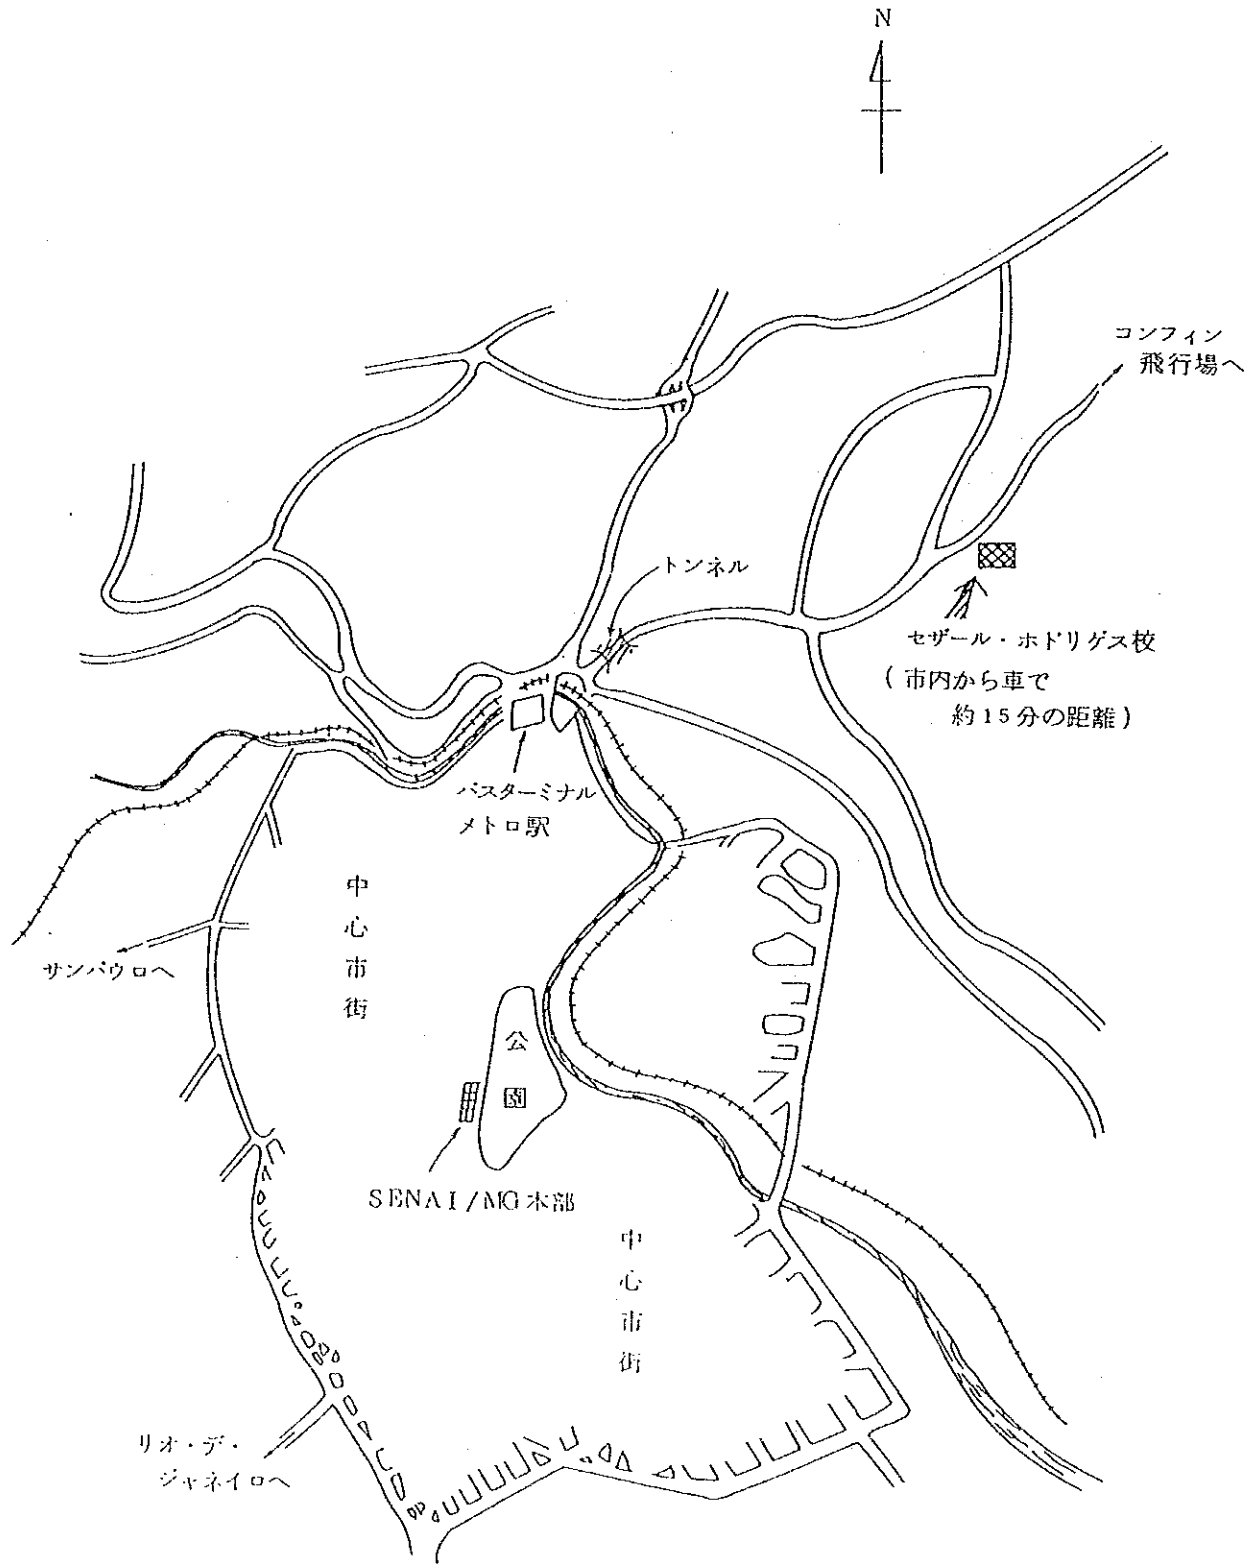 N
コンフィン
飛行場へ
トンネル
セザール・ホドリゲス校
(市内から車で
約15分の距離)
バスターミナル
メトロ駅
中心市街
サンパウロへ
公園
SENAI/MG本部
中心市街
リオ・デ・
ジャネイロへ